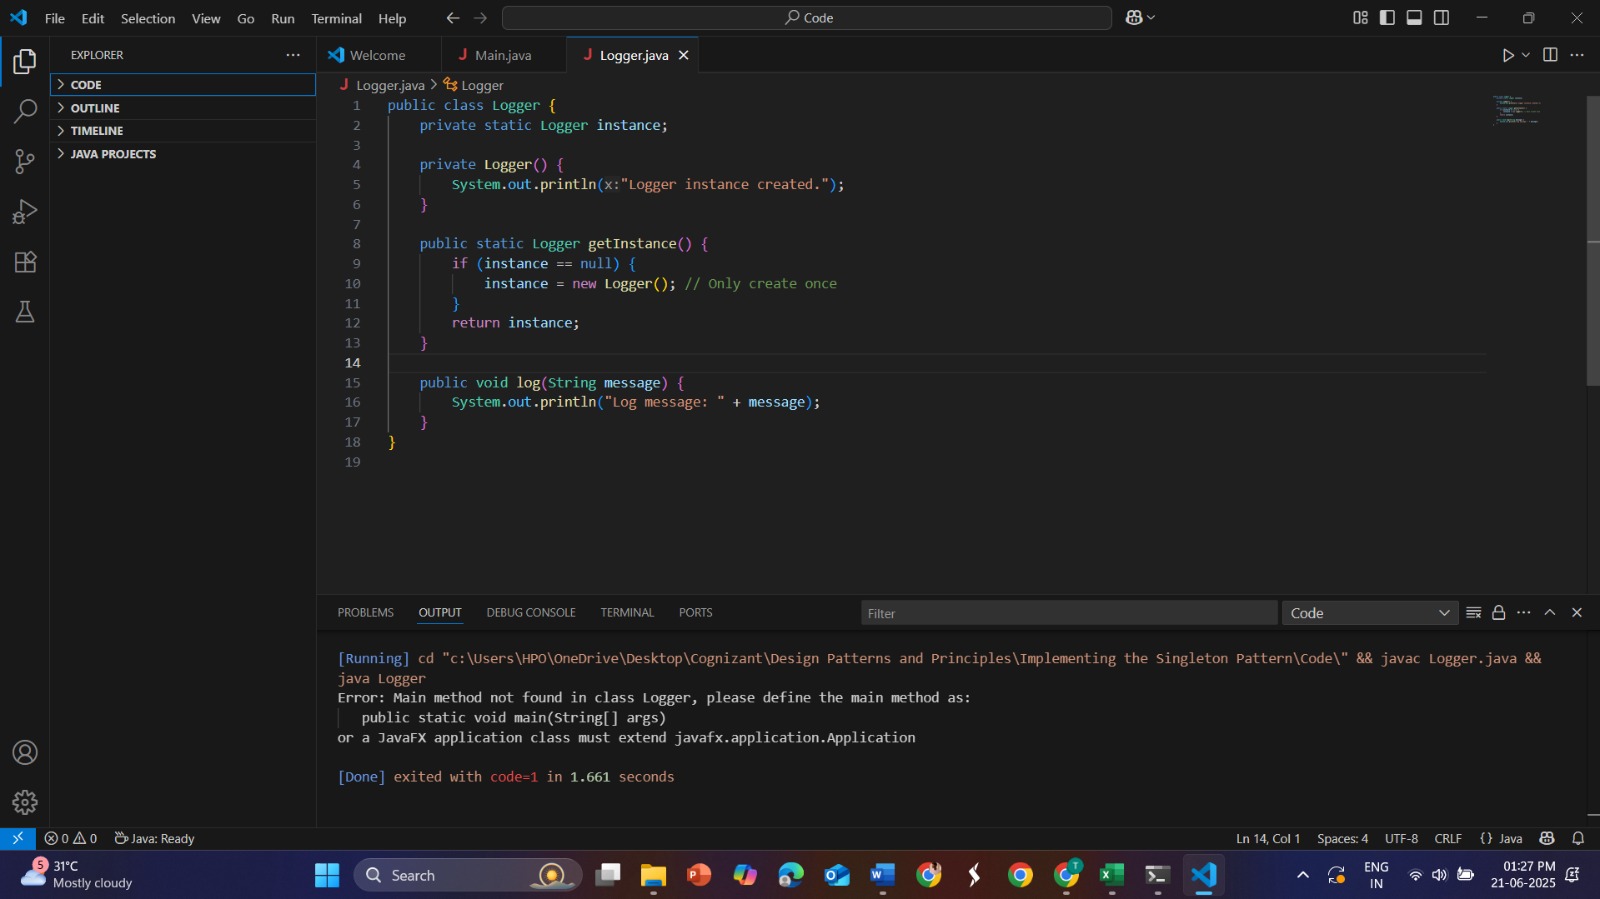 File Edit Selection View Go Run Terminal Help
Code
EXPLORER
CODE
OUTLINE
TIMELINE
JAVA PROJECTS
Welcome
J Main.java
J Logger.java
J Logger.java > Logger
1 public class Logger {
2 private static Logger instance;
3
4 private Logger() {
5 System.out.println(x:"Logger instance created.");
6 }
7
8 public static Logger getInstance() {
9 if (instance == null) {
10 instance = new Logger(); // Only create once
11 }
12 return instance;
13 }
14
15 public void log(String message) {
16 System.out.println("Log message: " + message);
17 }
18 }
19
PROBLEMS OUTPUT DEBUG CONSOLE TERMINAL PORTS
Filter
Code
[Running] cd "c:\Users\HPO\OneDrive\Desktop\Cognizant\Design Patterns and Principles\Implementing the Singleton Pattern\Code\" && javac Logger.java &&
java Logger
Error: Main method not found in class Logger, please define the main method as:
public static void main(String[] args)
or a JavaFX application class must extend javafx.application.Application
[Done] exited with code=1 in 1.661 seconds
0 0 Java: Ready
Ln 14, Col 1 Spaces: 4 UTF-8 CRLF {} Java
5
31°C
Mostly cloudy
Search
ENG
IN
01:27 PM
21-06-2025